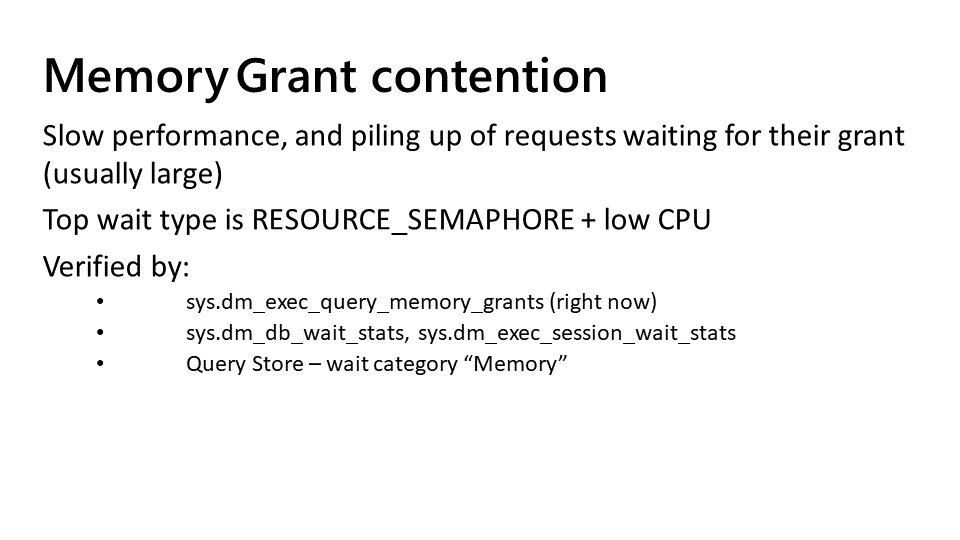 Memory Grant contention
Slow performance, and piling up of requests waiting for their grant
(usually large)
Top wait type is RESOURCE_SEMAPHORE + low CPU
Verified by:
• sys.dm_exec_query_memory_grants (right now)
• sys.dm_db_wait_stats, sys.dm_exec_session_wait_stats
• Query Store – wait category “Memory”